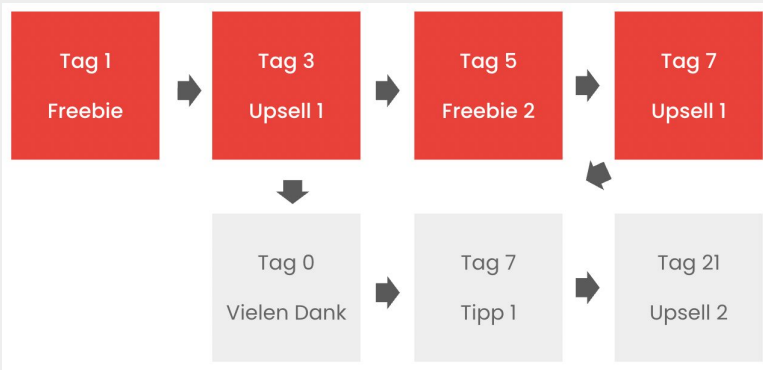 Tag 1
Freebie
Tag 3
Upsell 1
Tag 5
Freebie 2
Tag 7
Upsell 1
Tag 0
Vielen Dank
Tag 7
Tipp 1
Tag 21
Upsell 2